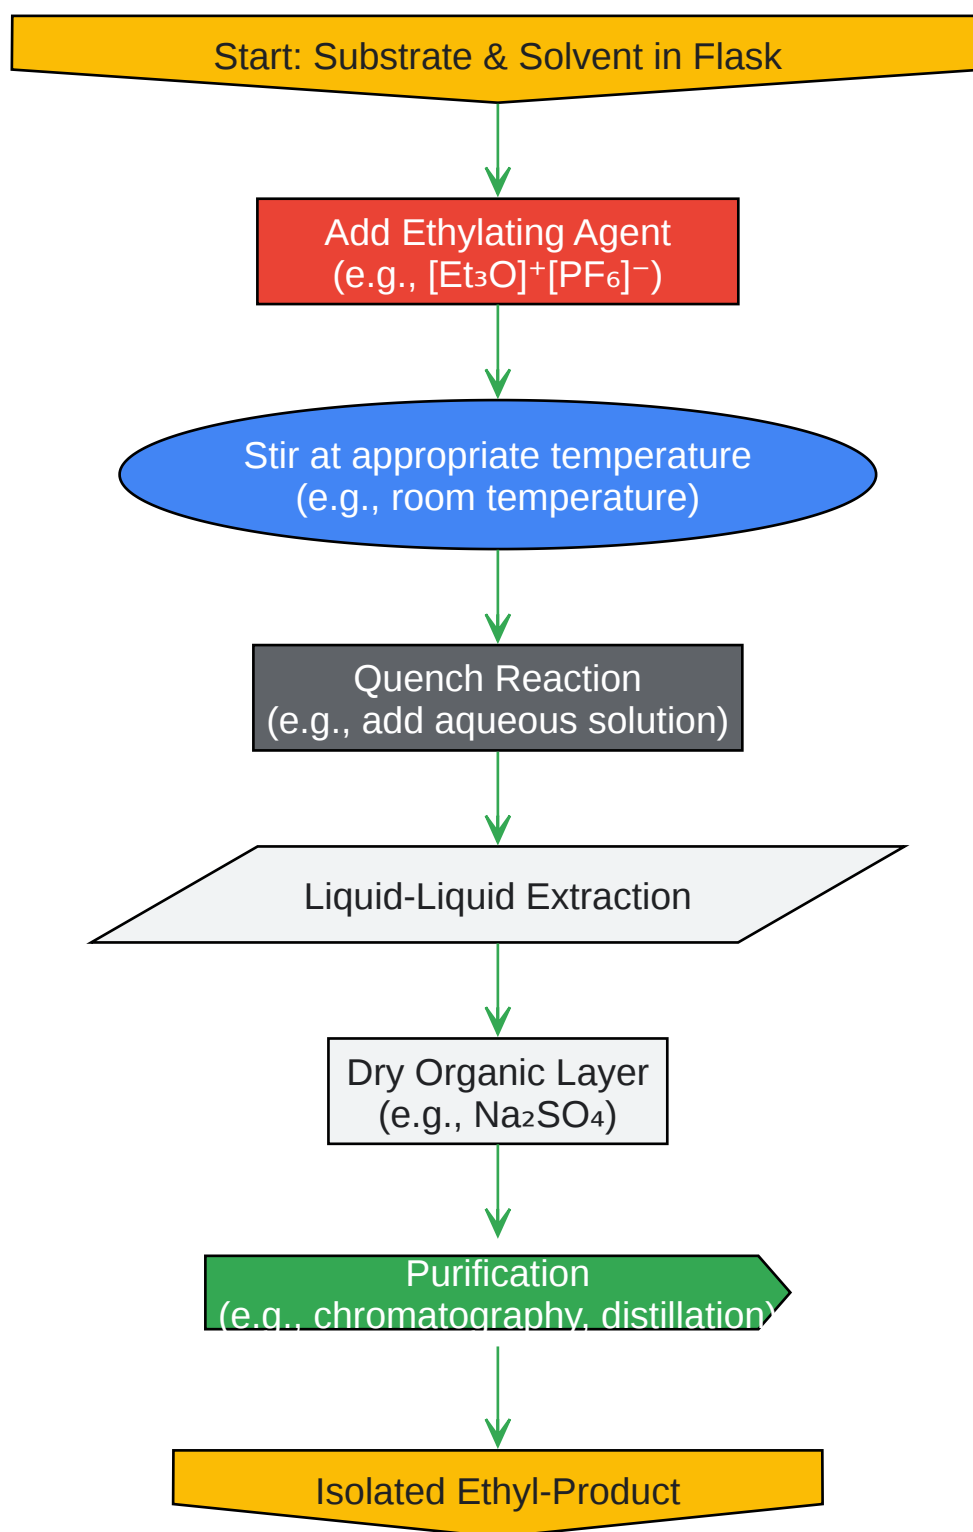 Start: Substrate & Solvent in Flask
Add Ethylating Agent
(e.g., [Et₃O]⁺[PF₆]⁻)
Stir at appropriate temperature
(e.g., room temperature)
Quench Reaction
(e.g., add aqueous solution)
Liquid-Liquid Extraction
Dry Organic Layer
(e.g., Na₂SO₄)
Purification
(e.g., chromatography, distillation)
Isolated Ethyl-Product